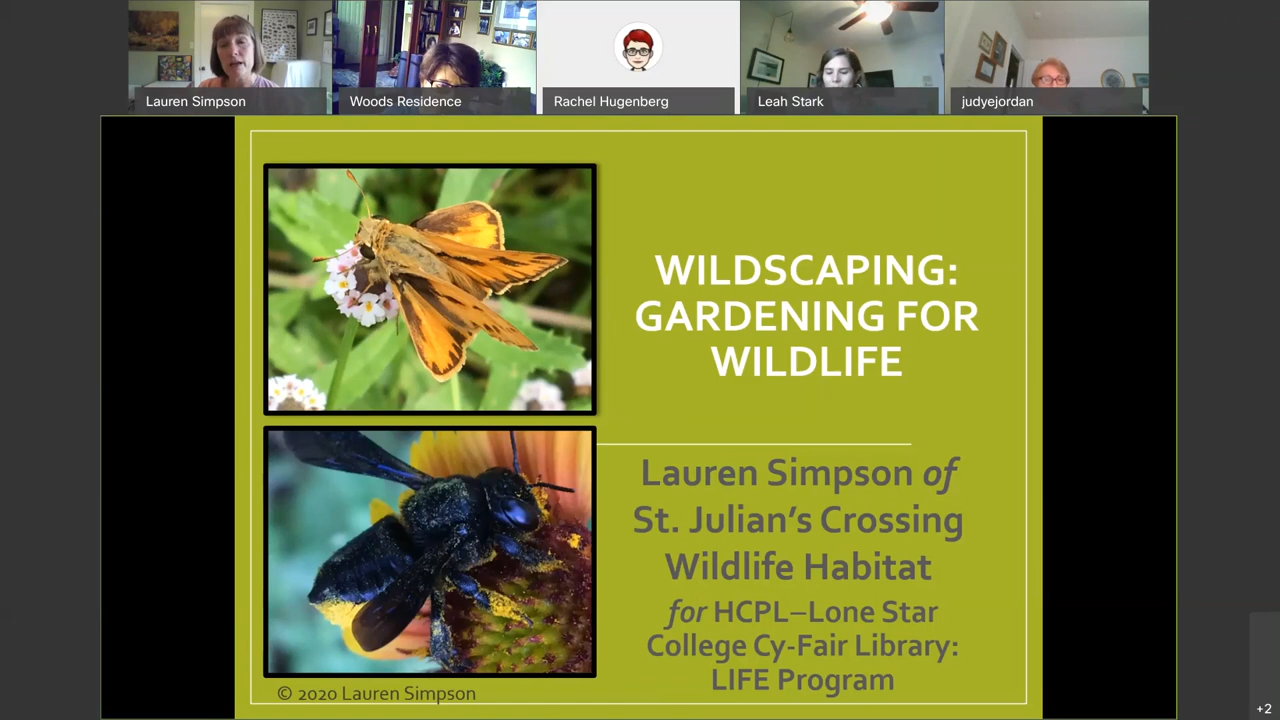 Lauren Simpson
Woods Residence
Rachel Hugenberg
Leah Stark
judyejordan
WILDSCAPING:
GARDENING FOR
WILDLIFE
Lauren Simpson of
St. Julian’s Crossing
Wildlife Habitat
for HCPL–Lone Star
College Cy-Fair Library:
LIFE Program
© 2020 Lauren Simpson
+2